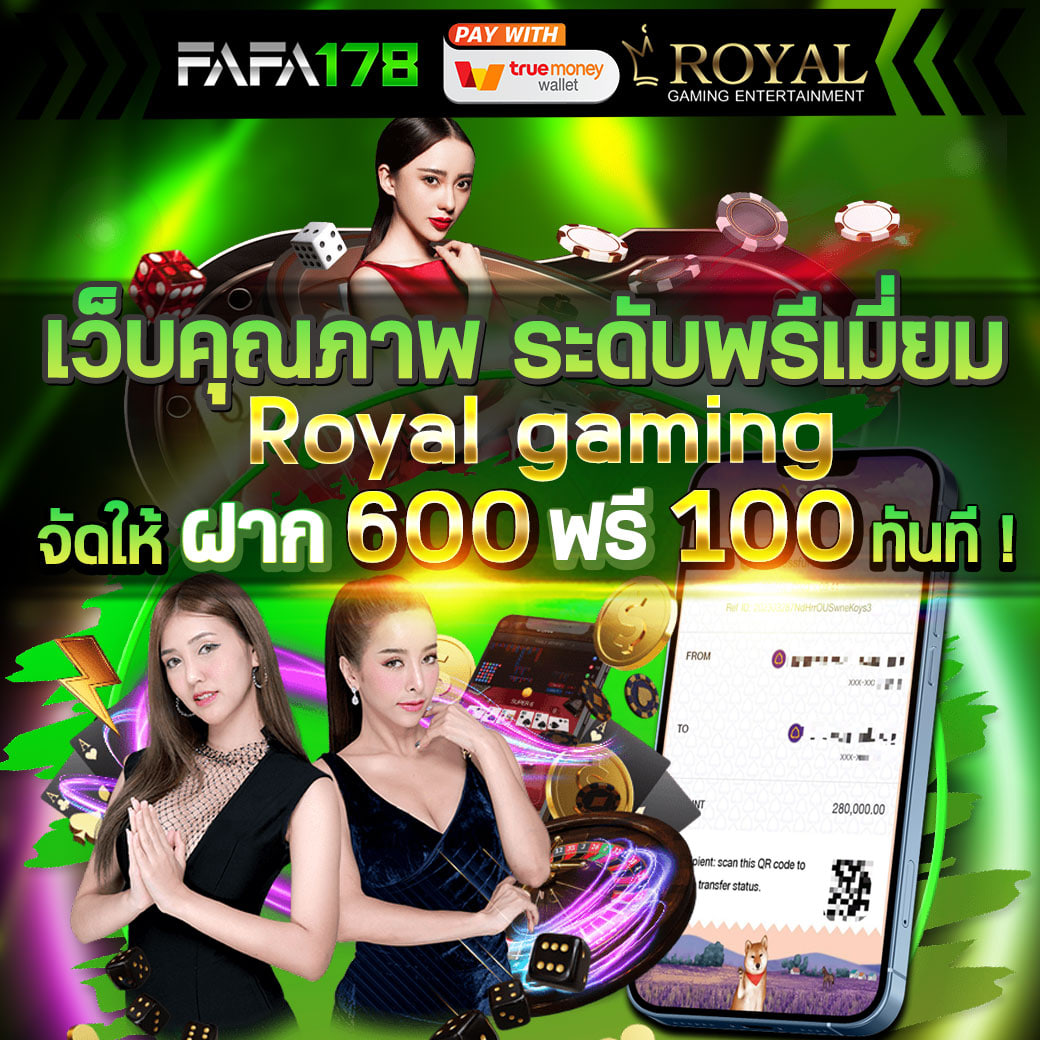 FAFA178
PAY WITH
truemoney
wallet
ROYAL
GAMING ENTERTAINMENT
เว็บคุณภาพ ระดับพรีเมี่ยม
Royal gaming
จัดให้ ฝาก 600 ฟรี 100 ทันที !
FROM
TO
280,000.00
scan this QR code to
transfer status.
SUPER 6